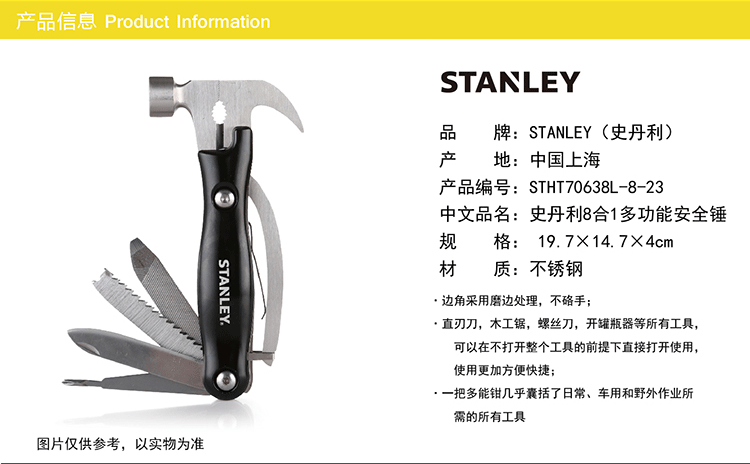 产品信息 Product Information
STANLEY
品 牌：STANLEY（史丹利）
产 地：中国上海
产品编号：STHT70638L-8-23
中文品名：史丹利8合1多功能安全锤
规 格： 19.7×14.7×4cm
材 质：不锈钢
·边角采用磨边处理，不硌手；
·直刃刀，木工锯，螺丝刀，开罐瓶器等所有工具，
可以在不打开整个工具的前提下直接打开使用，
使用更加方便快捷；
·一把多能钳几乎囊括了日常、车用和野外作业所
需的所有工具
STANLEY.
图片仅供参考，以实物为准